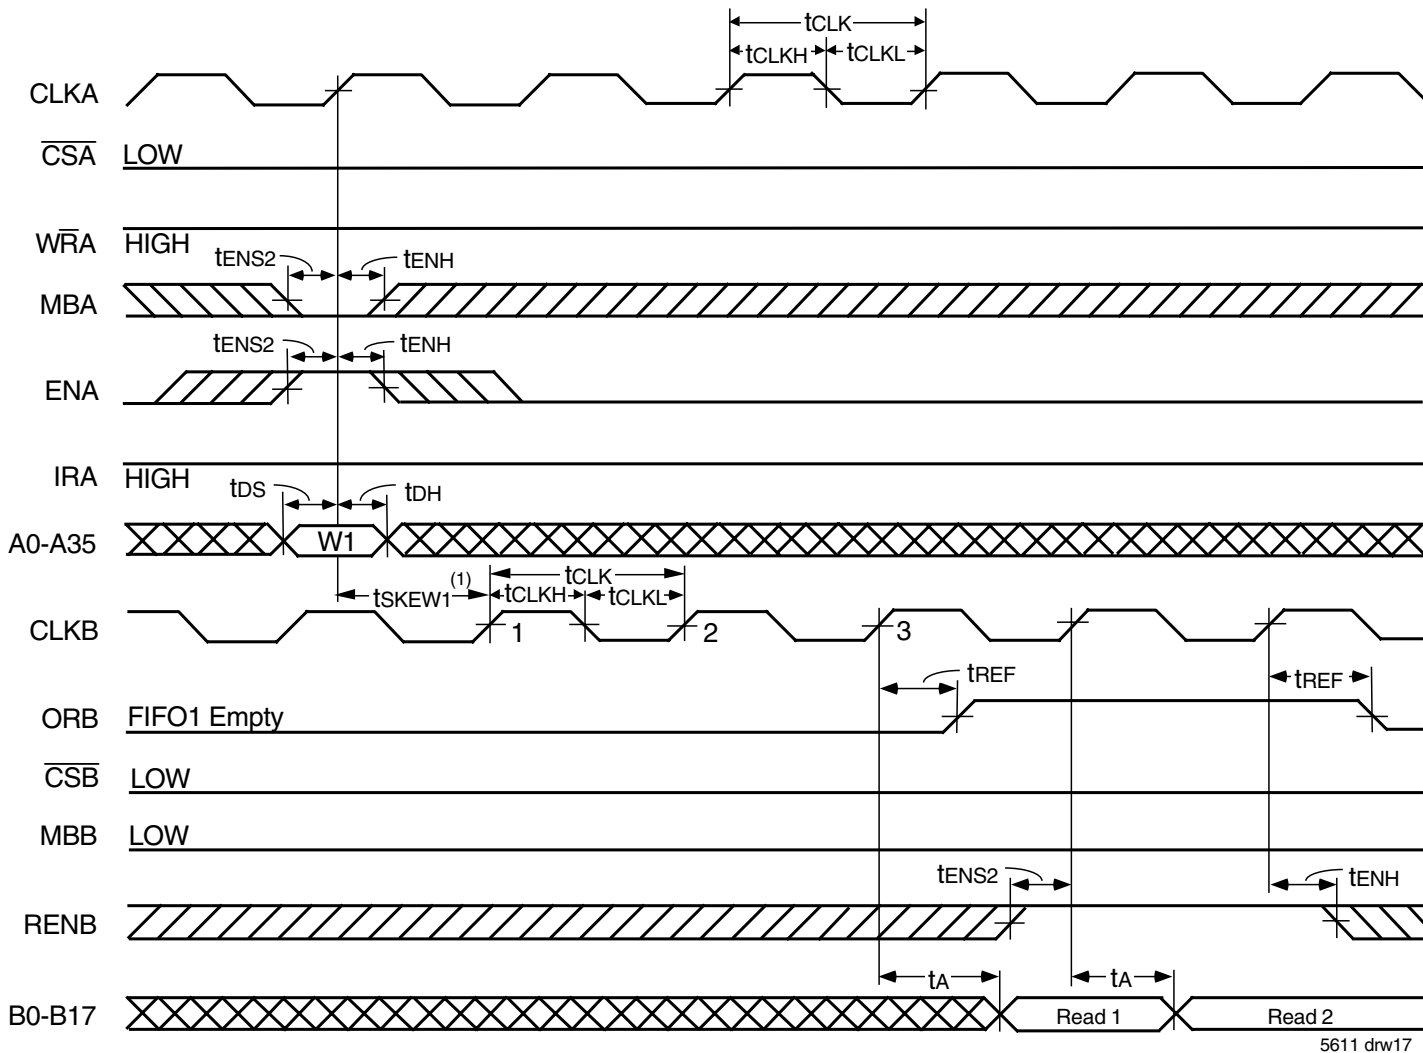 tCLK
tCLKH
tCLKL
CLKA
CSA
LOW
WRA
HIGH
tENS2
tENH
MBA
tENS2
tENH
ENA
IRA
HIGH
tDS
tDH
A0-A35
W1
tSKEW1(1)
tCLK
tCLKH
tCLKL
CLKB
1
2
3
tREF
tREF
ORB
FIFO1 Empty
CSB
LOW
MBB
LOW
tENS2
tENH
RENB
tA
tA
B0-B17
Read 1
Read 2
5611 drw17